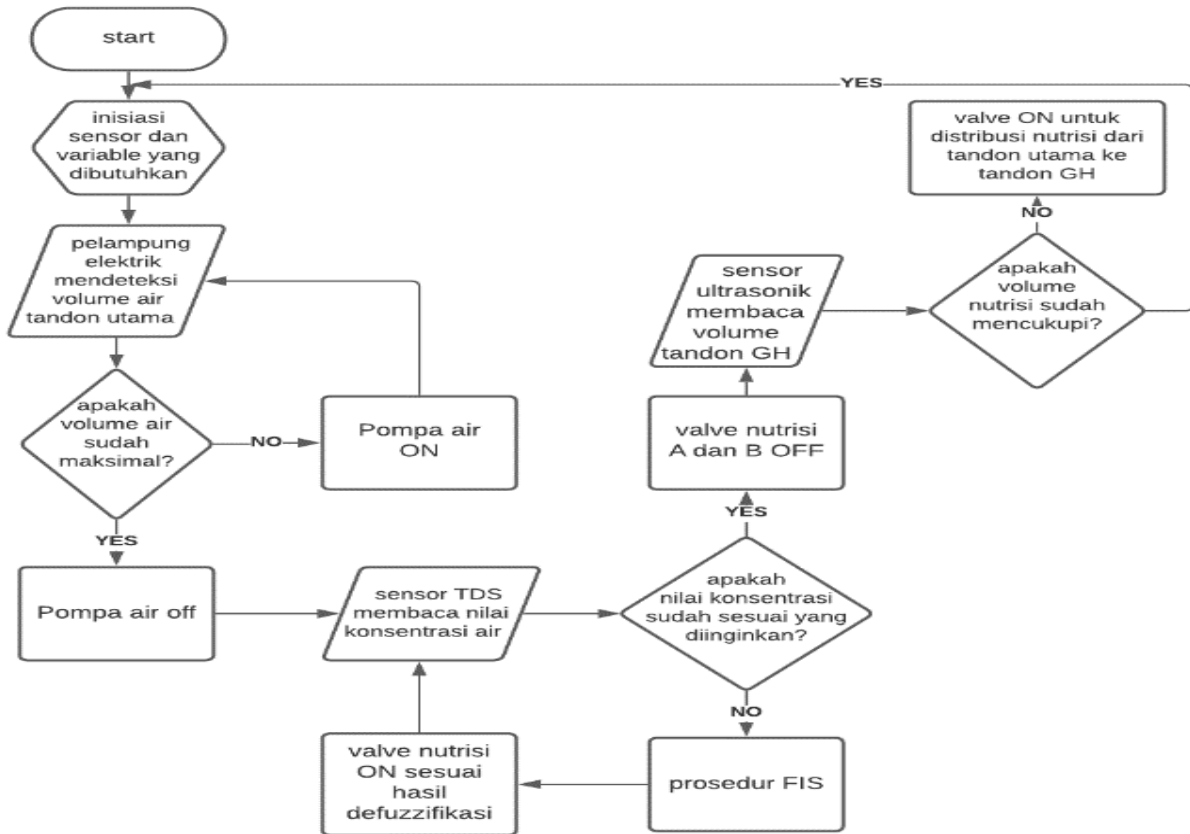 start
YES
inisiasi
sensor dan
variable yang
dibutuhkan
valve ON untuk
distribusi nutrisi dari
tandon utama ke
tandon GH
NO
pelampung
elektrik
mendeteksi
volume air
tandon utama
sensor
ultrasonik
membaca
volume
tandon GH
apakah
volume
nutrisi sudah
mencukupi?
apakah
volume air
sudah
maksimal?
NO
Pompa air
ON
valve nutrisi
A dan B OFF
YES
YES
Pompa air off
sensor TDS
membaca nilai
konsentrasi air
apakah
nilai konsentrasi
sudah sesuai yang
diinginkan?
NO
valve nutrisi
ON sesuai
hasil
defuzzifikasi
prosedur FIS